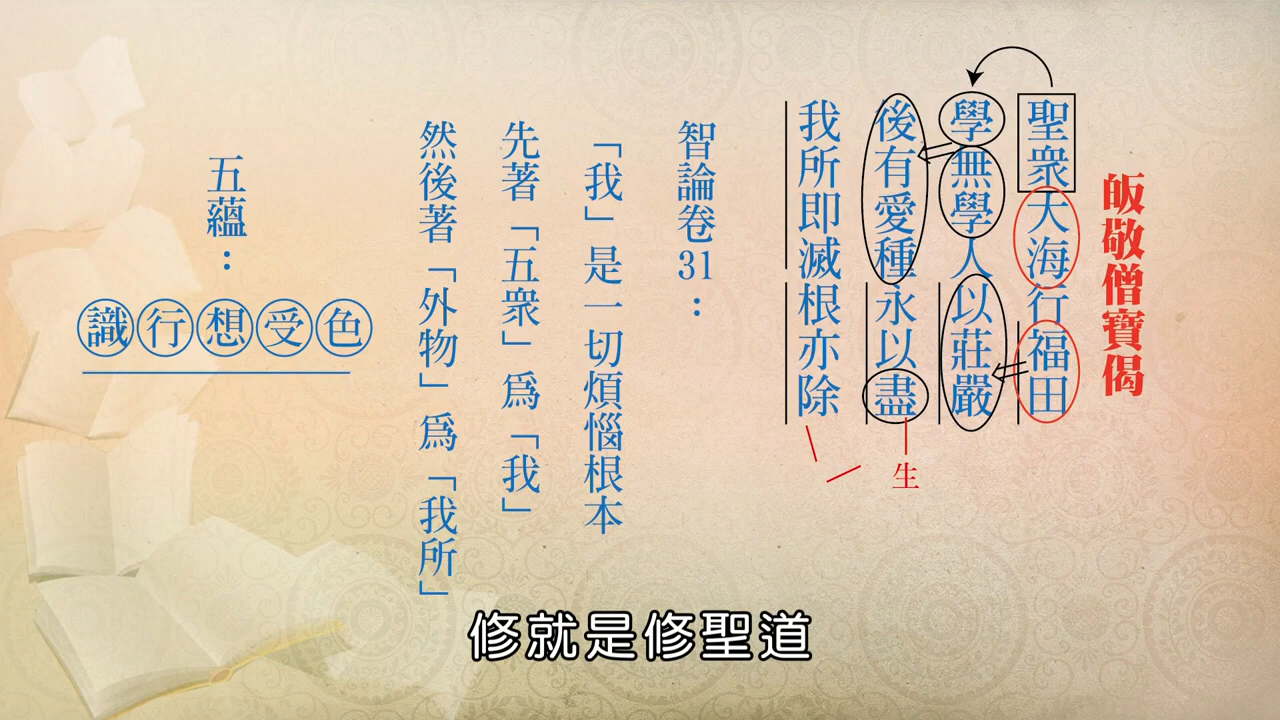 皈敬僧寶偈
聖衆大海行福田
學無學人以莊嚴
後有愛種永以盡
生
我所即滅根亦除
智論卷31：
「我」是一切煩惱根本
先著「五衆」爲「我」
然後著「外物」爲「我所」
五蘊：
色受想行識
修就是修聖道